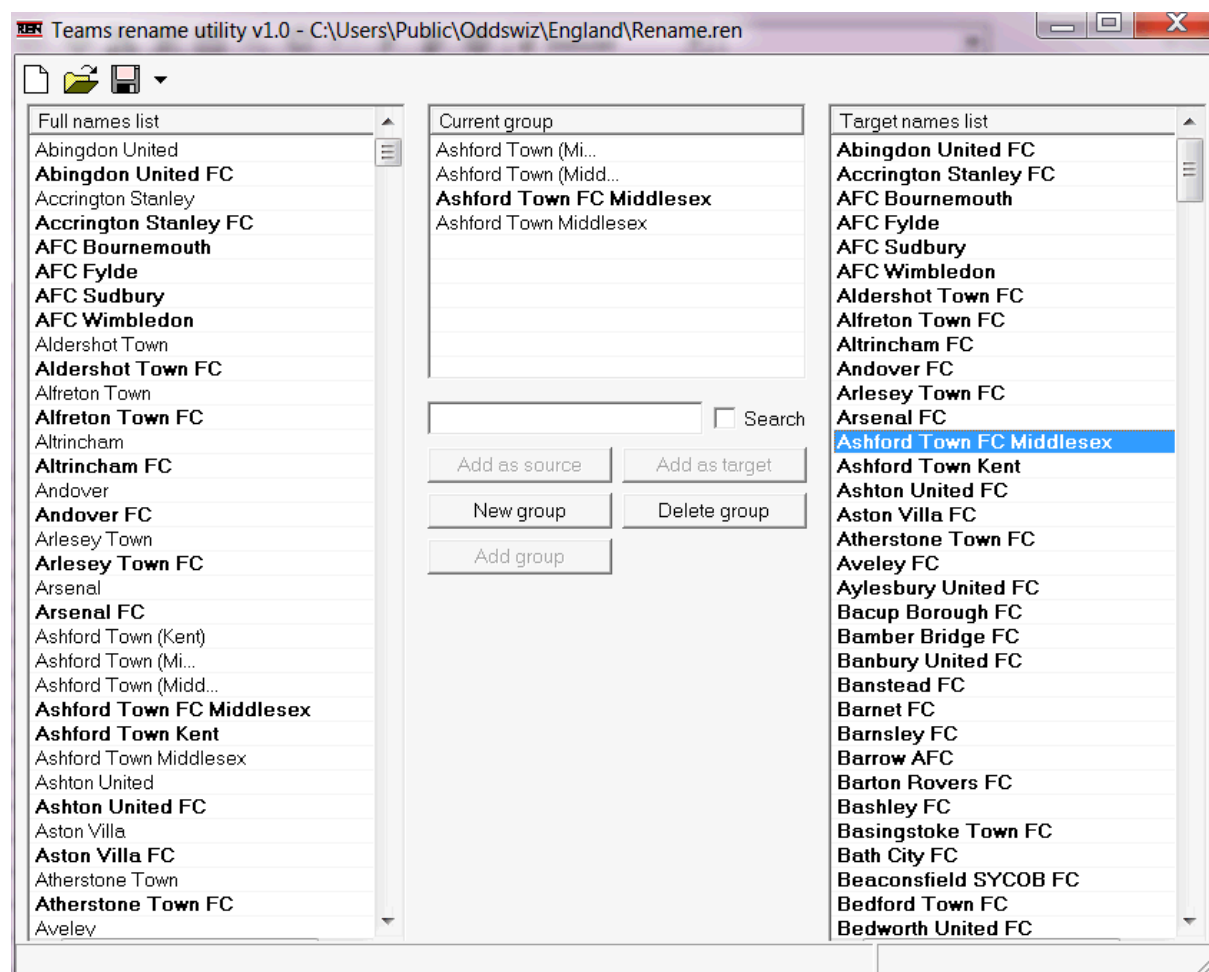 REN Teams rename utility v1.0 - C:\Users\Public\Oddswiz\England\Rename.ren
Full names list
Abingdon United
Abingdon United FC
Accrington Stanley
Accrington Stanley FC
AFC Bournemouth
AFC Fylde
AFC Sudbury
AFC Wimbledon
Aldershot Town
Aldershot Town FC
Alfreton Town
Alfreton Town FC
Altrincham
Altrincham FC
Andover
Andover FC
Arlesey Town
Arlesey Town FC
Arsenal
Arsenal FC
Ashford Town (Kent)
Ashford Town (Mi...
Ashford Town (Midd...
Ashford Town FC Middlesex
Ashford Town Kent
Ashford Town Middlesex
Ashton United
Ashton United FC
Aston Villa
Aston Villa FC
Atherstone Town
Atherstone Town FC
Aveley
Current group
Ashford Town (Mi...
Ashford Town (Midd...
Ashford Town FC Middlesex
Ashford Town Middlesex
Search
Add as source Add as target
New group Delete group
Add group
Target names list
Abingdon United FC
Accrington Stanley FC
AFC Bournemouth
AFC Fylde
AFC Sudbury
AFC Wimbledon
Aldershot Town FC
Alfreton Town FC
Altrincham FC
Andover FC
Arlesey Town FC
Arsenal FC
Ashford Town FC Middlesex
Ashford Town Kent
Ashton United FC
Aston Villa FC
Atherstone Town FC
Aveley FC
Aylesbury United FC
Bacup Borough FC
Bamber Bridge FC
Banbury United FC
Banstead FC
Barnet FC
Barnsley FC
Barrow AFC
Barton Rovers FC
Bashley FC
Basingstoke Town FC
Bath City FC
Beaconsfield SYCOB FC
Bedford Town FC
Bedworth United FC